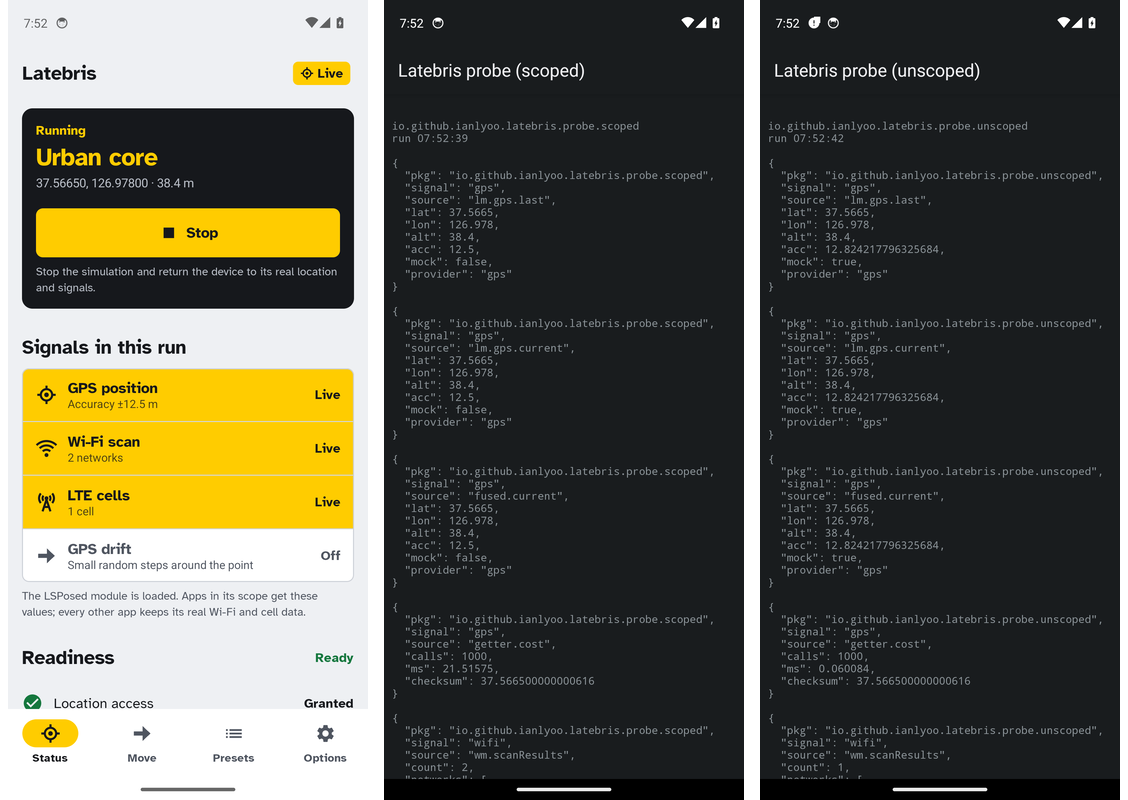 7:52
Latebris
Live
Running
Urban core
37.56650, 126.97800 · 38.4 m
Stop
Stop the simulation and return the device to its real location
and signals.
Signals in this run
GPS position
Accuracy ±12.5 m
Live
Wi-Fi scan
2 networks
Live
LTE cells
1 cell
Live
GPS drift
Small random steps around the point
Off
The LSPosed module is loaded. Apps in its scope get these
values; every other app keeps its real Wi-Fi and cell data.
Readiness
Ready
Location access
Granted
Status
Move
Presets
Options
7:52
Latebris probe (scoped)
io.github.ianlyoo.latebris.probe.scoped
run 07:52:39
{
"pkg": "io.github.ianlyoo.latebris.probe.scoped",
"signal": "gps",
"source": "lm.gps.last",
"lat": 37.5665,
"lon": 126.978,
"alt": 38.4,
"acc": 12.5,
"mock": false,
"provider": "gps"
}
{
"pkg": "io.github.ianlyoo.latebris.probe.scoped",
"signal": "gps",
"source": "lm.gps.current",
"lat": 37.5665,
"lon": 126.978,
"alt": 38.4,
"acc": 12.5,
"mock": false,
"provider": "gps"
}
{
"pkg": "io.github.ianlyoo.latebris.probe.scoped",
"signal": "gps",
"source": "fused.current",
"lat": 37.5665,
"lon": 126.978,
"alt": 38.4,
"acc": 12.5,
"mock": false,
"provider": "gps"
}
{
"pkg": "io.github.ianlyoo.latebris.probe.scoped",
"signal": "gps",
"source": "getter.cost",
"calls": 1000,
"ms": 21.51575,
"checksum": 37.566500000000616
}
{
"pkg": "io.github.ianlyoo.latebris.probe.scoped",
"signal": "wifi",
"source": "wm.scanResults",
"count": 2,
"networks": [
7:52
Latebris probe (unscoped)
io.github.ianlyoo.latebris.probe.unscoped
run 07:52:42
{
"pkg": "io.github.ianlyoo.latebris.probe.unscoped",
"signal": "gps",
"source": "lm.gps.last",
"lat": 37.5665,
"lon": 126.978,
"alt": 38.4,
"acc": 12.824217796325684,
"mock": true,
"provider": "gps"
}
{
"pkg": "io.github.ianlyoo.latebris.probe.unscoped",
"signal": "gps",
"source": "lm.gps.current",
"lat": 37.5665,
"lon": 126.978,
"alt": 38.4,
"acc": 12.824217796325684,
"mock": true,
"provider": "gps"
}
{
"pkg": "io.github.ianlyoo.latebris.probe.unscoped",
"signal": "gps",
"source": "fused.current",
"lat": 37.5665,
"lon": 126.978,
"alt": 38.4,
"acc": 12.824217796325684,
"mock": true,
"provider": "gps"
}
{
"pkg": "io.github.ianlyoo.latebris.probe.unscoped",
"signal": "gps",
"source": "getter.cost",
"calls": 1000,
"ms": 0.060084,
"checksum": 37.566500000000616
}
{
"pkg": "io.github.ianlyoo.latebris.probe.unscoped",
"signal": "wifi",
"source": "wm.scanResults",
"count": 1,
"networks": [